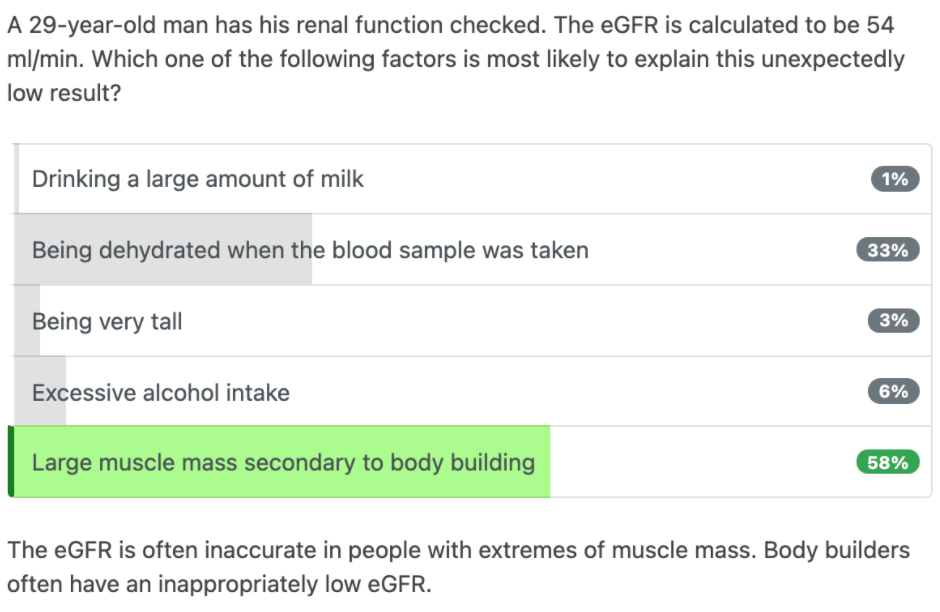 A 29-year-old man has his renal function checked. The eGFR is calculated to be 54
ml/min. Which one of the following factors is most likely to explain this unexpectedly
low result?
Drinking a large amount of milk 1%
Being dehydrated when the blood sample was taken 33%
Being very tall 3%
Excessive alcohol intake 6%
Large muscle mass secondary to body building 58%
The eGFR is often inaccurate in people with extremes of muscle mass. Body builders
often have an inappropriately low eGFR.